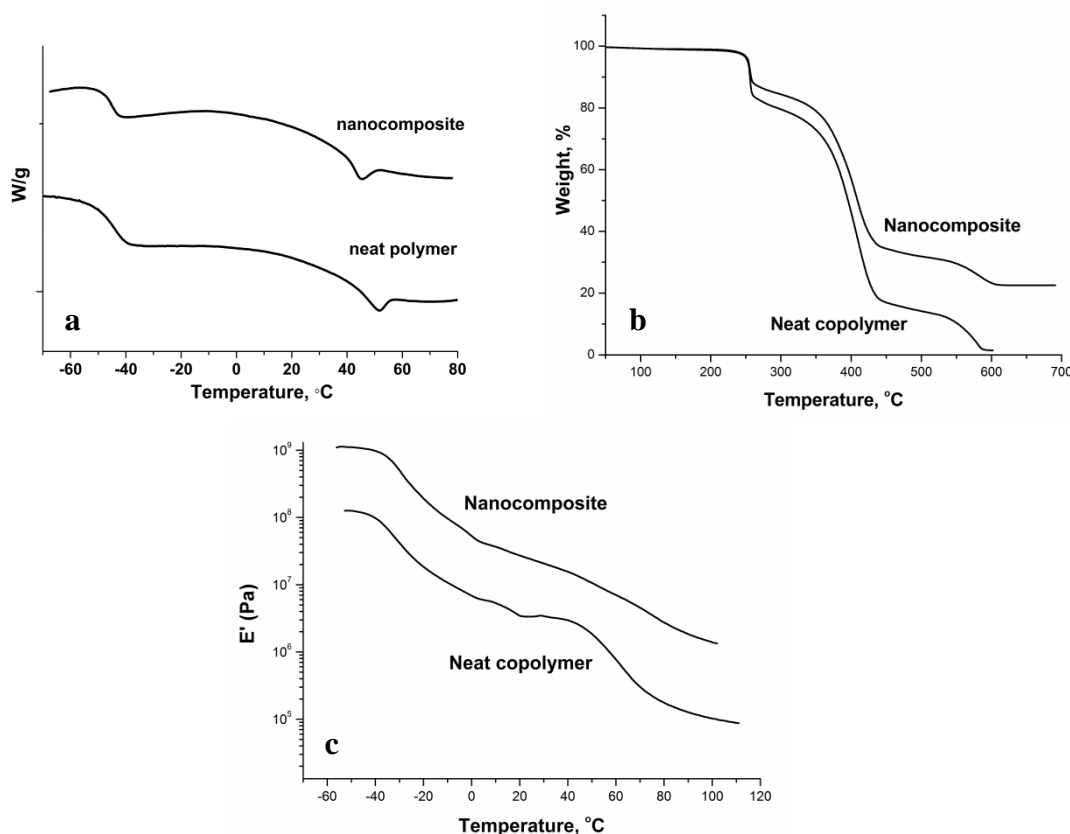 W/g
nanocomposite
neat polymer
a
-60 -40 -20 0 20 40 60 80
Temperature, °C
Weight, %
100
80
60
40
20
0
Nanocomposite
Neat copolymer
b
100 200 300 400 500 600 700
Temperature, °C
E' (Pa)
10⁹
10⁸
10⁷
10⁶
10⁵
Nanocomposite
Neat copolymer
c
-60 -40 -20 0 20 40 60 80 100 120
Temperature, °C